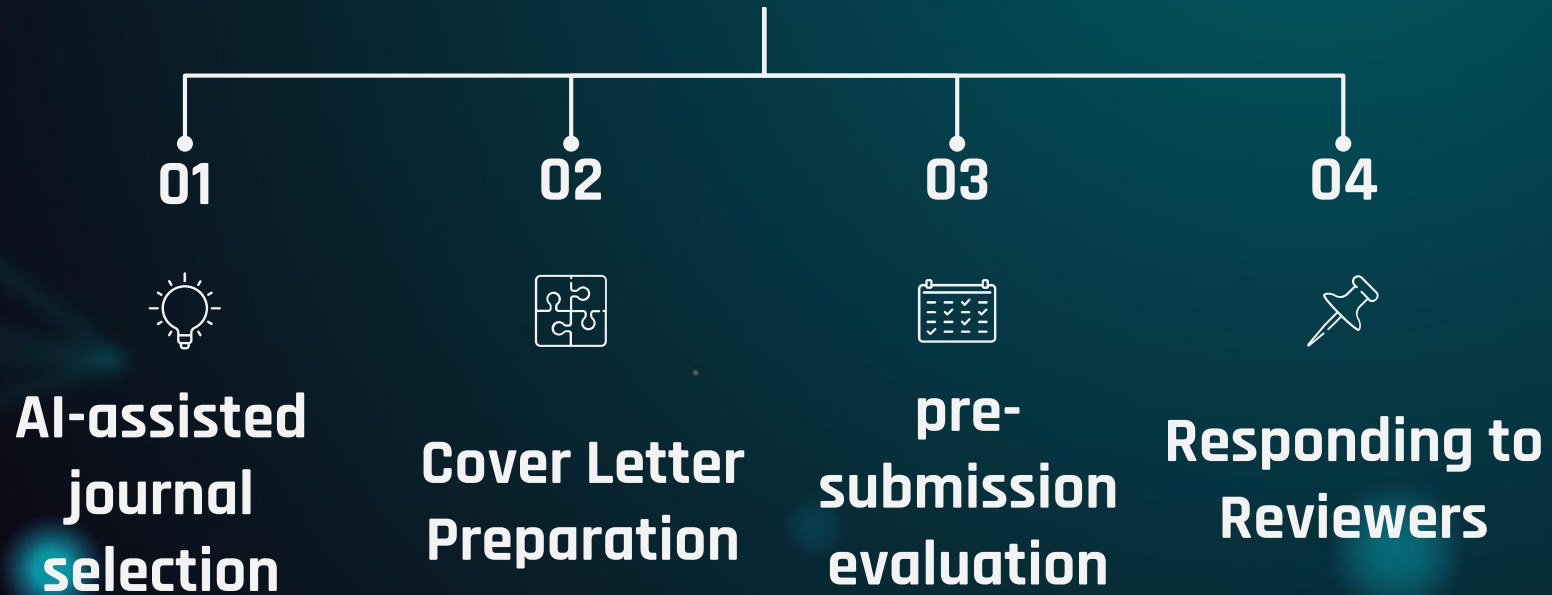 01
AI-assisted
journal
selection
02
Cover Letter
Preparation
03
pre-
submission
evaluation
04
Responding to
Reviewers